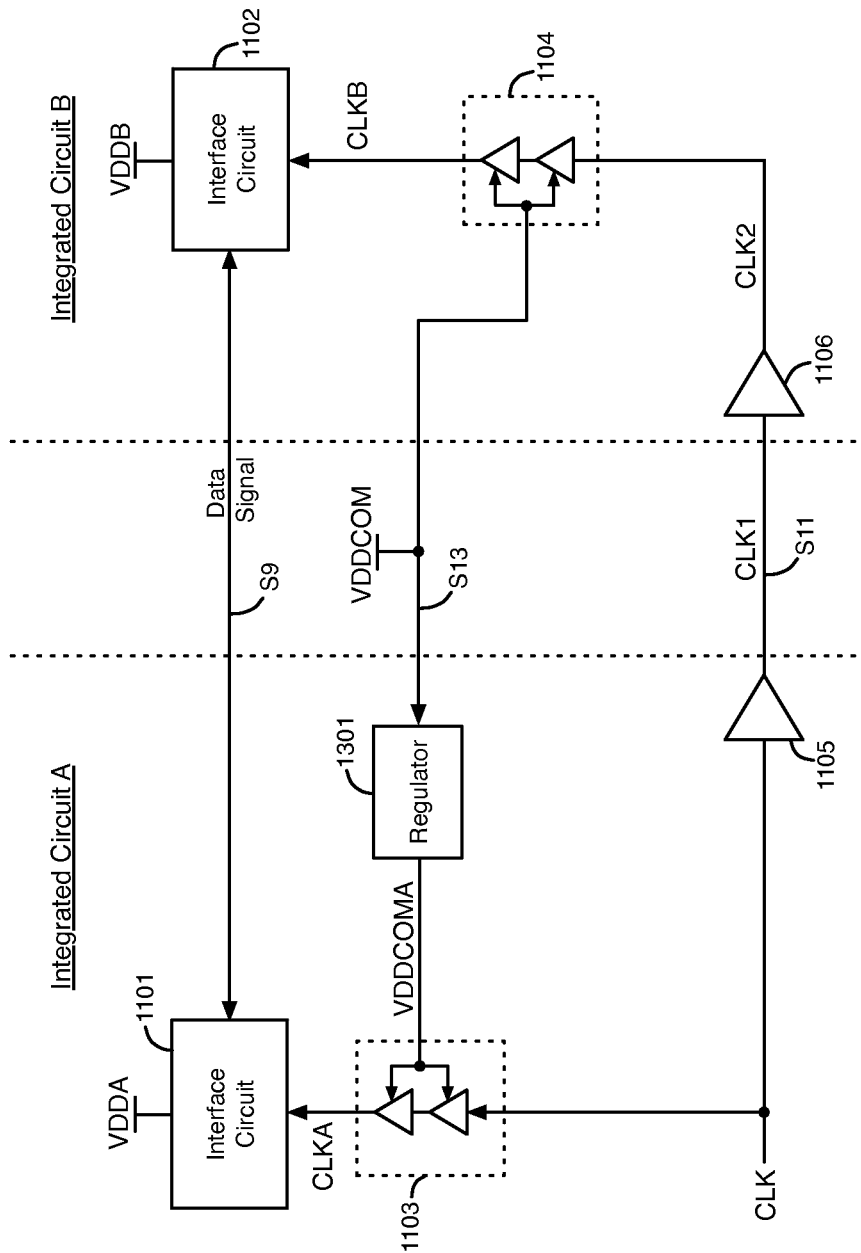 Integrated Circuit A
Integrated Circuit B
VDDA
1101
Interface
Circuit
VDDB
1102
Interface
Circuit
Data
Signal
S9
CLKA
1103
VDDCOMA
1301
Regulator
VDDCOM
S13
CLKB
1104
CLK
1105
CLK1
S11
1106
CLK2